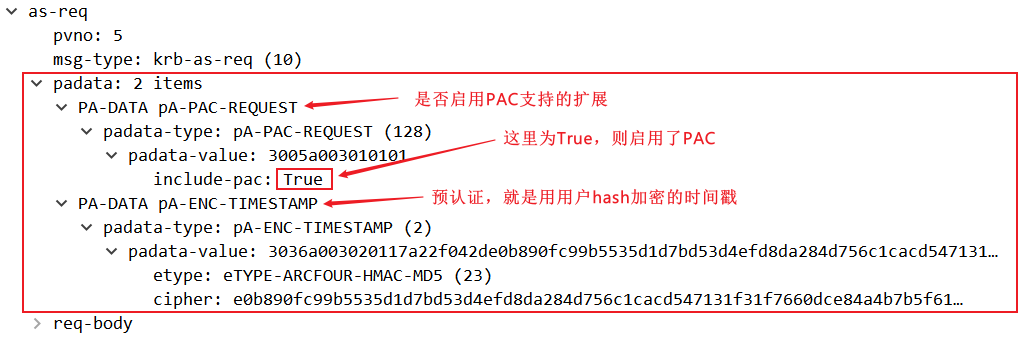 as-req
pvno: 5
msg-type: krb-as-req (10)
padata: 2 items
PA-DATA pA-PAC-REQUEST
是否启用PAC支持的扩展
padata-type: pA-PAC-REQUEST (128)
这里为True，则启用了PAC
padata-value: 3005a003010101
include-pac: True
PA-DATA pA-ENC-TIMESTAMP
预认证，就是用用户hash加密的时间戳
padata-type: pA-ENC-TIMESTAMP (2)
padata-value: 3036a003020117a22f042de0b890fc99b5535d1d7bd53d4efd8da284d756c1cacd547131…
etype: eTYPE-ARCFOUR-HMAC-MD5 (23)
cipher: e0b890fc99b5535d1d7bd53d4efd8da284d756c1cacd547131f31f7660dce84a4b7b5f61…
req-body